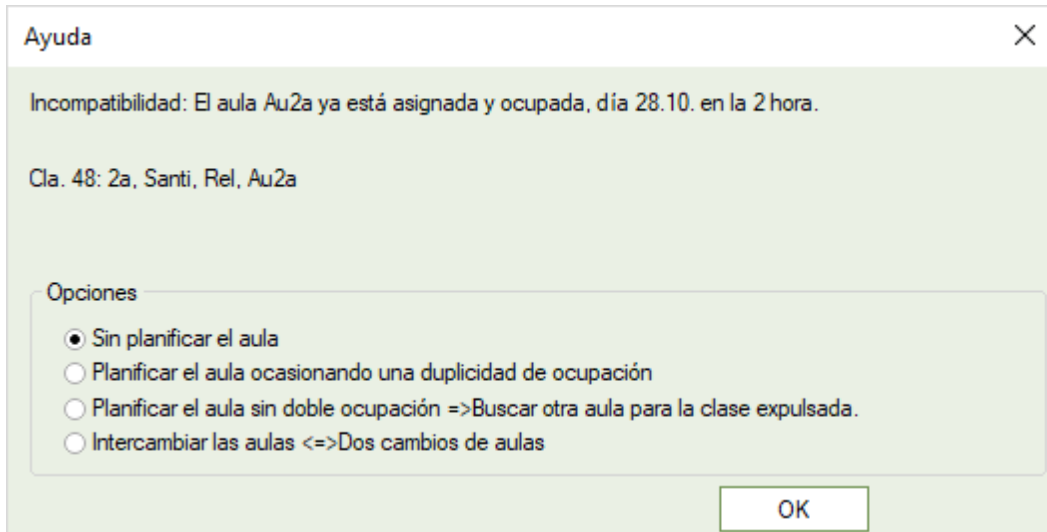 Ayuda
Incompatibilidad: El aula Au2a ya está asignada y ocupada, día 28.10. en la 2 hora.
Cla. 48: 2a, Santi, Rel, Au2a
Opciones
Sin planificar el aula
Planificar el aula ocasionando una duplicidad de ocupación
Planificar el aula sin doble ocupación =>Buscar otra aula para la clase expulsada.
Intercambiar las aulas <=>Dos cambios de aulas
OK